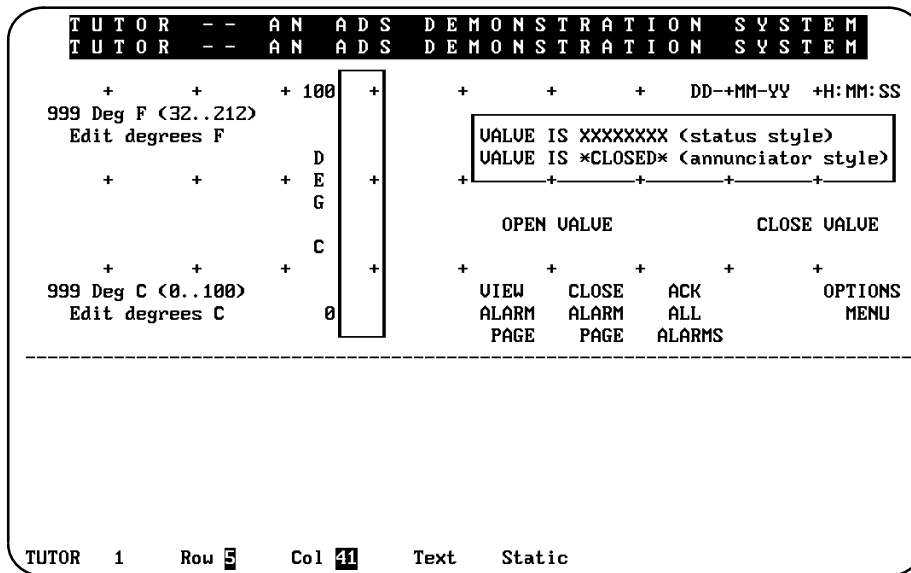 TUTOR -- AN ADS DEMONSTRATION SYSTEM
TUTOR -- AN ADS DEMONSTRATION SYSTEM
+ + + 100 + + + + DD-+MM-YY +H:MM:SS
999 Deg F (32..212)
Edit degrees F
VALUE IS XXXXXXXX (status style)
D VALUE IS *CLOSED* (annunciator style)
+ + + E + + + + + +
G
OPEN VALUE CLOSE VALUE
C
+ + + + + + + + +
999 Deg C (0..100) VIEW CLOSE ACK OPTIONS
Edit degrees C 0 ALARM ALARM ALL MENU
PAGE PAGE ALARMS
TUTOR 1 Row 5 Col 41 Text Static